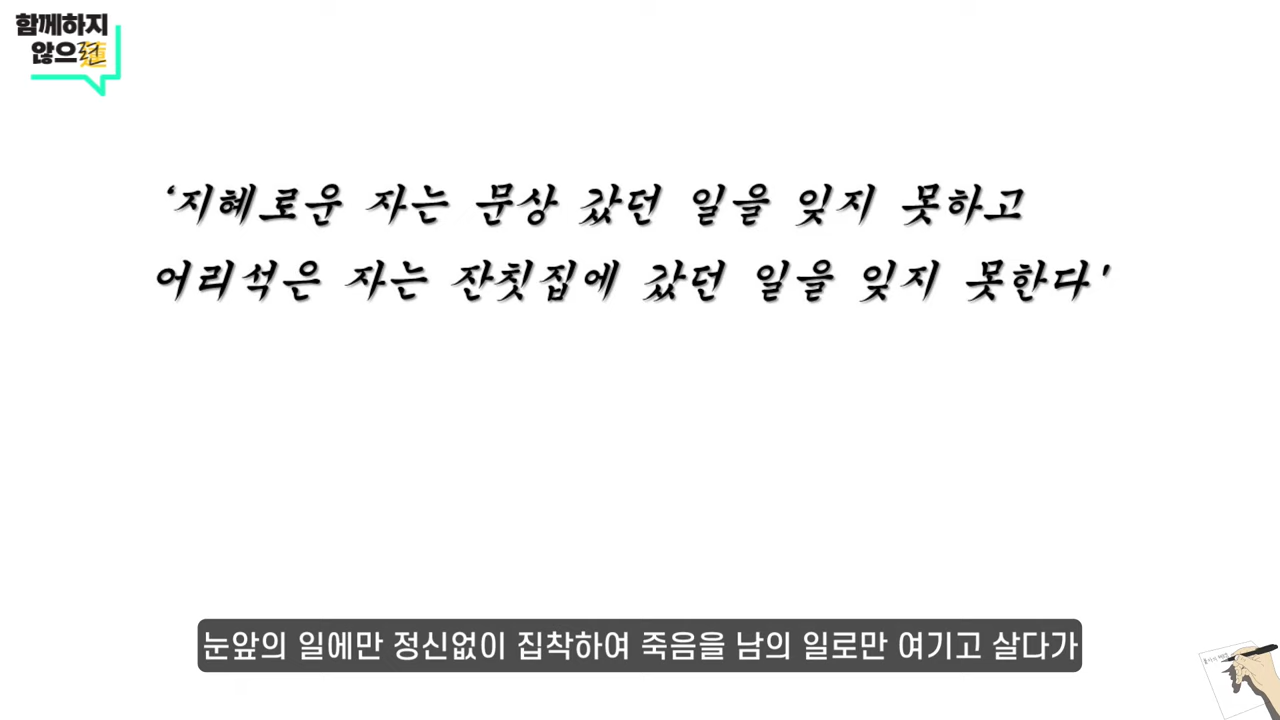 함께하지
않으련
‘지혜로운 자는 문상 갔던 일을 잊지 못하고
어리석은 자는 잔칫집에 갔던 일을 잊지 못한다’
눈앞의 일에만 정신없이 집착하여 죽음을 남의 일로만 여기고 살다가